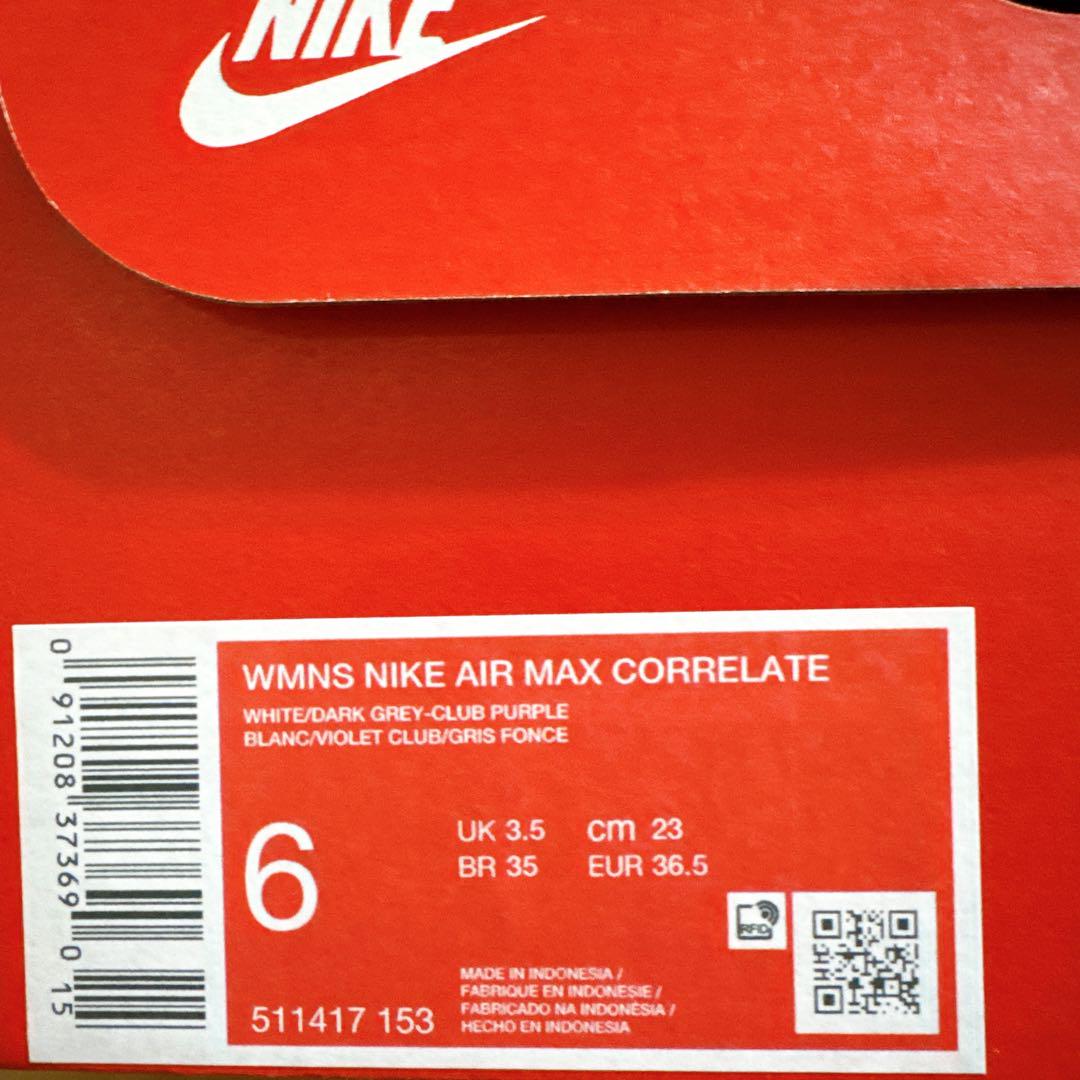 NIKE
WMNS NIKE AIR MAX CORRELATE
WHITE/DARK GREY-CLUB PURPLE
BLANC/VIOLET CLUB/GRIS FONCE
6
UK 3.5 cm 23
BR 35 EUR 36.5
RFID
MADE IN INDONESIA /
FABRIQUE EN INDONESIE /
FABRICADO NA INDONÉSIA /
HECHO EN INDONESIA
511417 153
0 91208 37369 0 15